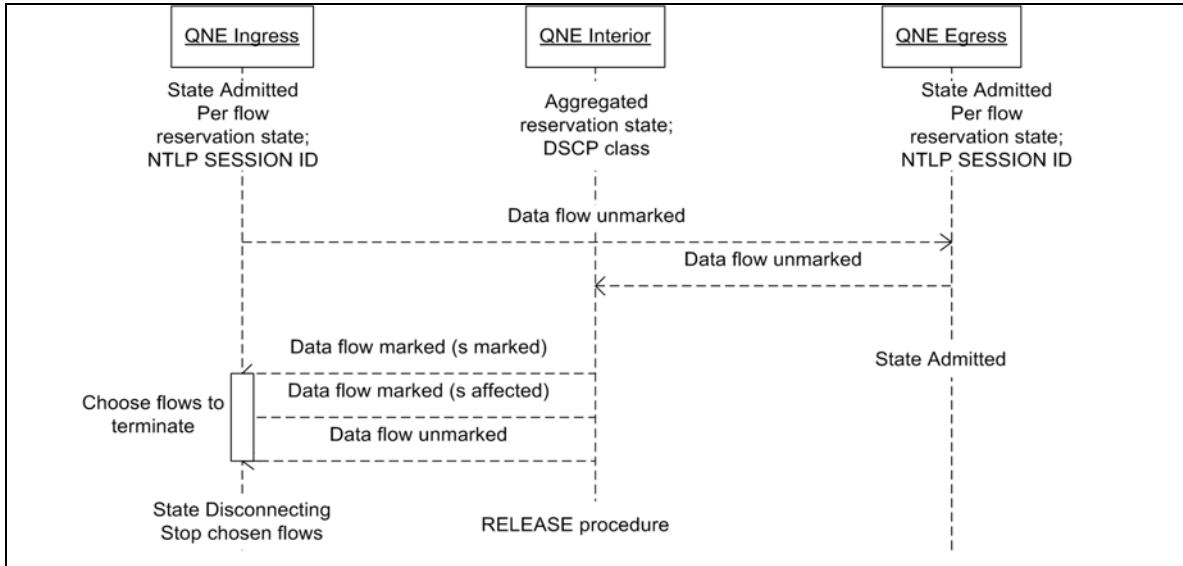 QNE Ingress
QNE Interior
QNE Egress
State Admitted
Per flow
reservation state;
NTLP SESSION ID
Aggregated
reservation state;
DSCP class
State Admitted
Per flow
reservation state;
NTLP SESSION ID
Data flow unmarked
Data flow unmarked
Data flow marked (s marked)
State Admitted
Data flow marked (s affected)
Choose flows to
terminate
Data flow unmarked
State Disconnecting
Stop chosen flows
RELEASE procedure